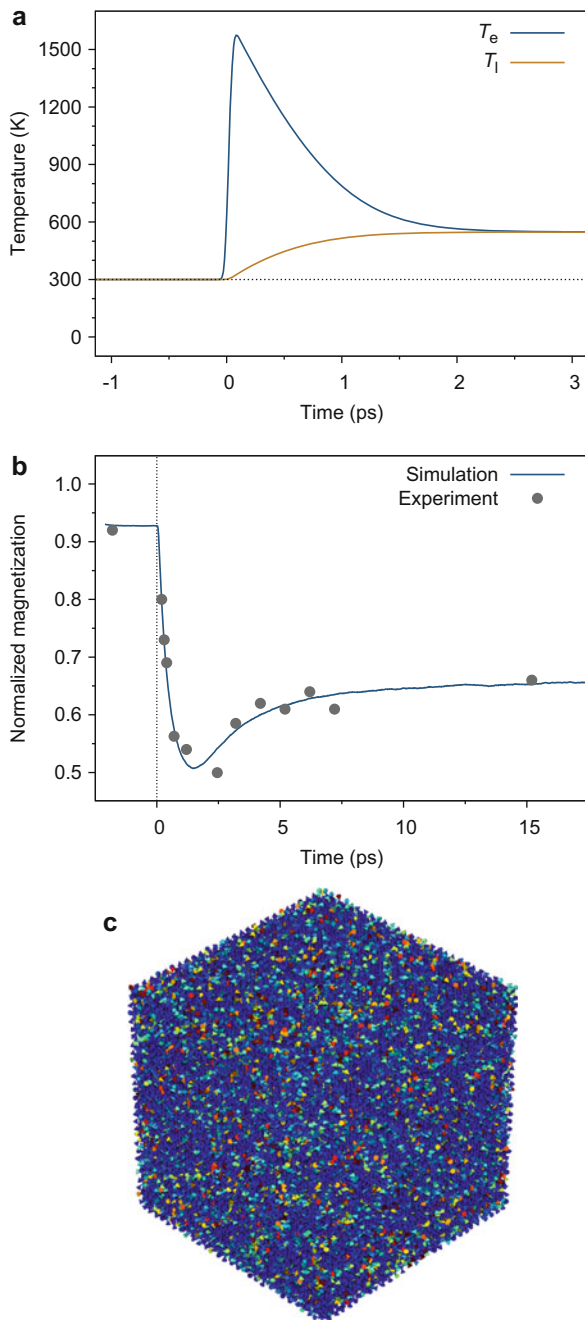 a
1500
1200
900
600
300
0
Temperature (K)
Te
Tl
-1 0 1 2 3
Time (ps)
b
1.0
0.9
0.8
0.7
0.6
0.5
Normalized magnetization
Simulation
Experiment
0 5 10 15
Time (ps)
c